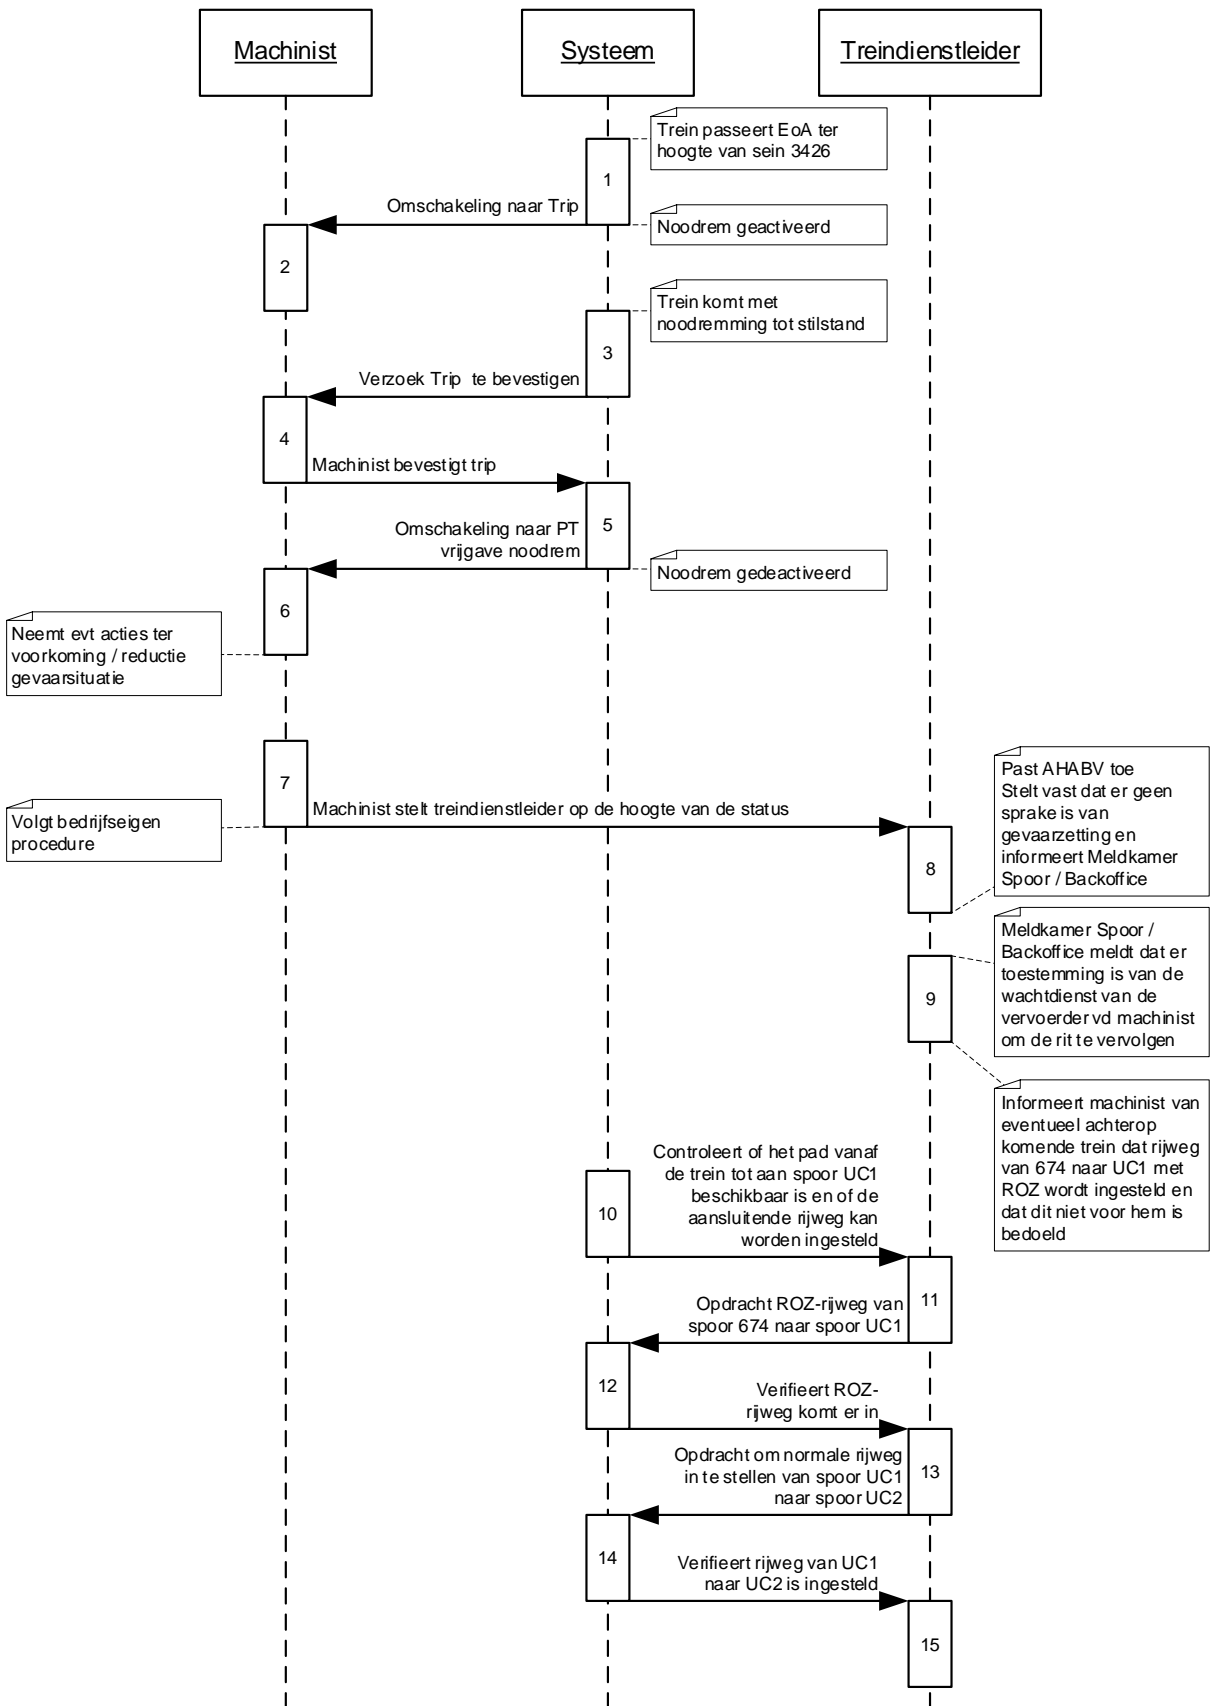 Machinist
Systeem
Treindienstleider
Trein passeert EoA ter
hoogte van sein 3426
1
Omschakeling naar Trip
Noodrem geactiveerd
2
Trein komt met
noodremming tot stilstand
3
Verzoek Trip te bevestigen
4
Machinist bevestigt trip
5
Omschakeling naar PT
vrijgave noodrem
Noodrem gedeactiveerd
6
Neemt evt acties ter
voorkoming / reductie
gevaarsituatie
7
Machinist stelt treindienstleider op de hoogte van de status
Volgt bedrijfseigen
procedure
Past AHABV toe
Stelt vast dat er geen
sprake is van
gevaarzetting en
informeert Meldkamer
Spoor / Backoffice
8
Meldkamer Spoor /
Backoffice meldt dat er
toestemming is van de
wachtdienst van de
vervoerder vd machinist
om de rit te vervolgen
9
Informeert machinist van
eventueel achterop
komende trein dat rijweg
van 674 naar UC1 met
ROZ wordt ingesteld en
dat dit niet voor hem is
bedoeld
Controleert of het pad vanaf
de trein tot aan spoor UC1
beschikbaar is en of de
aansluitende rijweg kan
worden ingesteld
10
11
Opdracht ROZ-rijweg van
spoor 674 naar spoor UC1
12
Verifieert ROZ-
rijweg komt er in
13
Opdracht om normale rijweg
in te stellen van spoor UC1
naar spoor UC2
14
Verifieert rijweg van UC1
naar UC2 is ingesteld
15